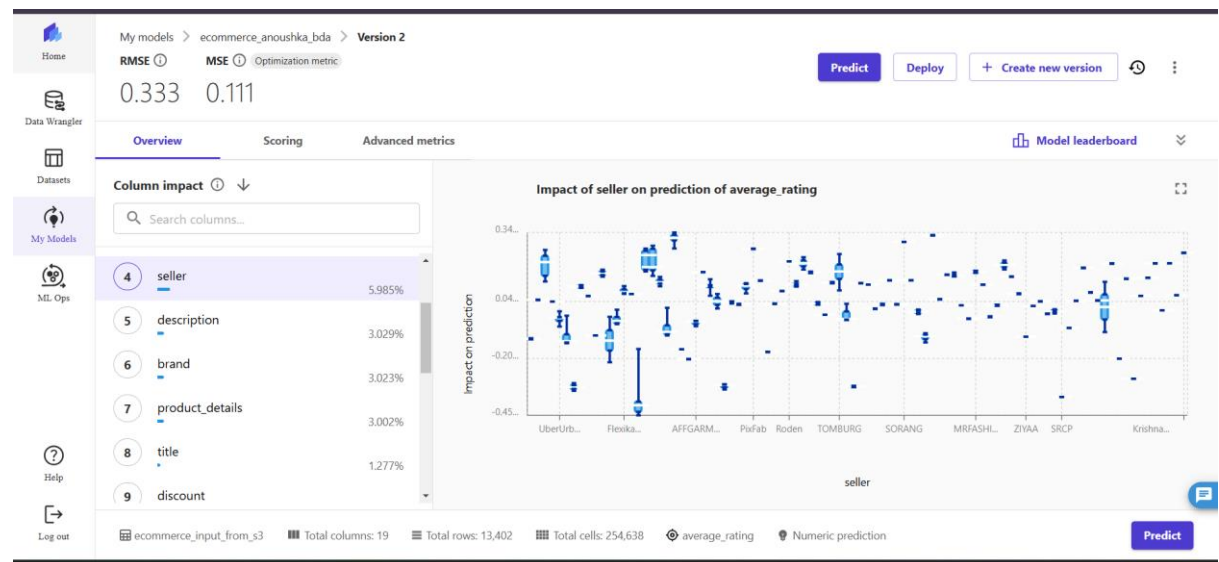 Home
Data Wrangler
Datasets
My Models
ML Ops
Help
Log out
My models > ecommerce_anoushka_bda > Version 2
RMSE MSE Optimization metric
0.333 0.111
Predict Deploy + Create new version
Overview Scoring Advanced metrics
Model leaderboard
Column impact
Search columns...
4 seller
5.985%
5 description
3.029%
6 brand
3.023%
7 product_details
3.002%
8 title
1.277%
9 discount
Impact of seller on prediction of average_rating
Impact on prediction
0.34...
0.04...
-0.20...
-0.45...
UberUrb... Flexika... AFFGARM... PixFab Roden TOMBURG SORANG MRFASHI... ZIYAA SRCP Krishna...
seller
ecommerce_input_from_s3 Total columns: 19 Total rows: 13,402 Total cells: 254,638 average_rating Numeric prediction
Predict